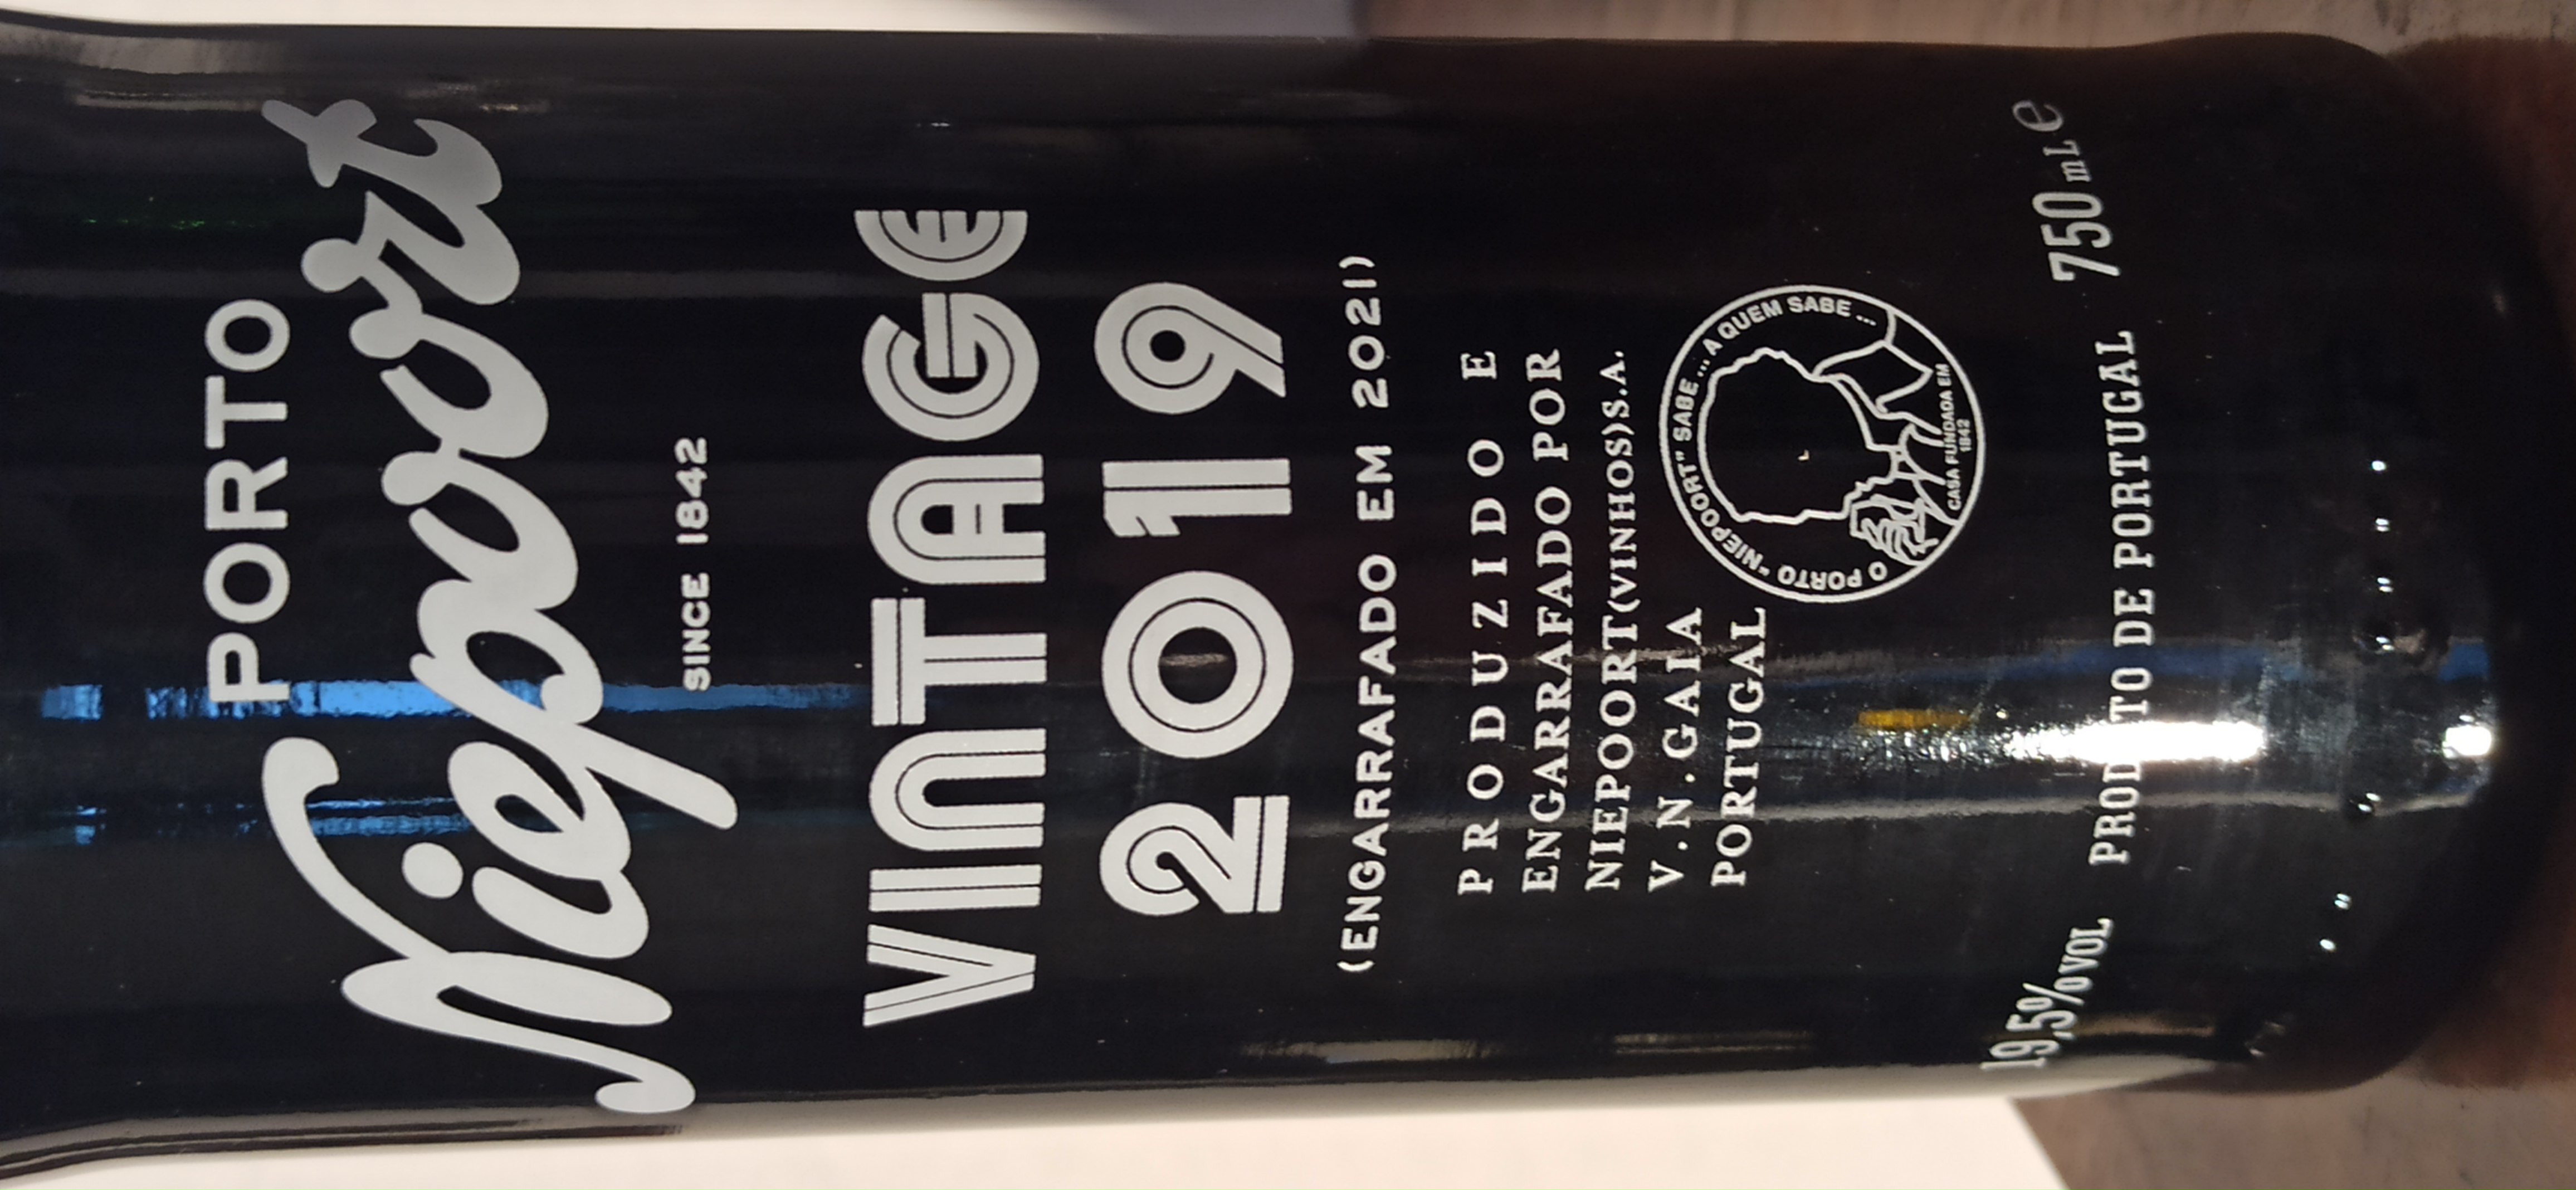 PORTO
Niepoort
SINCE 1842
VINTAGE
2019
(ENGARRAFADO EM 2021)
PRODUZIDO E
ENGARRAFADO POR
NIEPOORT(VINHOS)S.A.
V.N.GAIA
PORTUGAL
O PORTO "NIEPOORT" SABE ... A QUEM SABE ...
CASA FUNDADA EM
1842
19,5%VOL PRODUTO DE PORTUGAL 750mL e